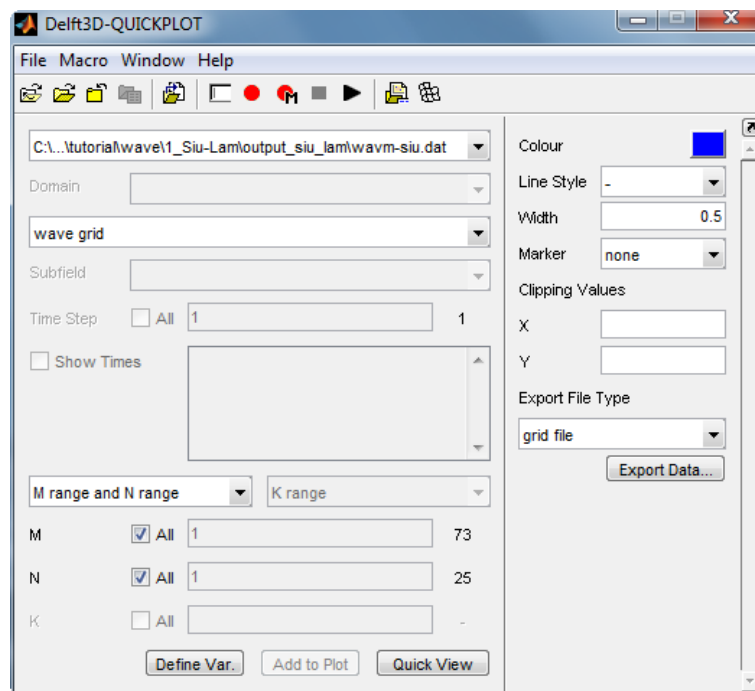 Delft3D-QUICKPLOT
File Macro Window Help
M
C:\...\tutorial\wave\1_Siu-Lam\output_siu_lam\wavm-siu.dat
Domain
wave grid
Subfield
Time Step All 1 1
Show Times
M range and N range K range
M All 1 73
N All 1 25
K All -
Define Var. Add to Plot Quick View
Colour
Line Style -
Width 0.5
Marker none
Clipping Values
X
Y
Export File Type
grid file
Export Data...